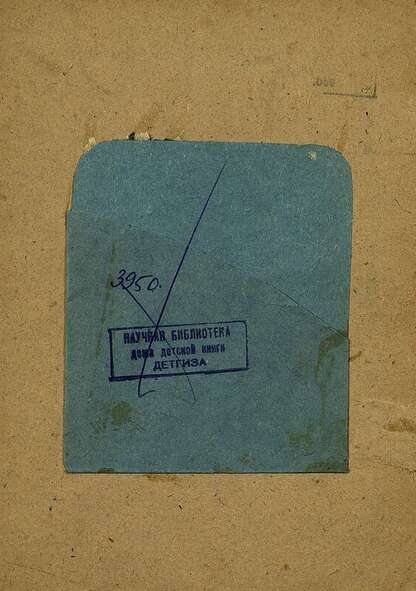 3950.
НАУЧНАЯ БИБЛИОТЕКА
дома детской книги
ДЕТГИЗА